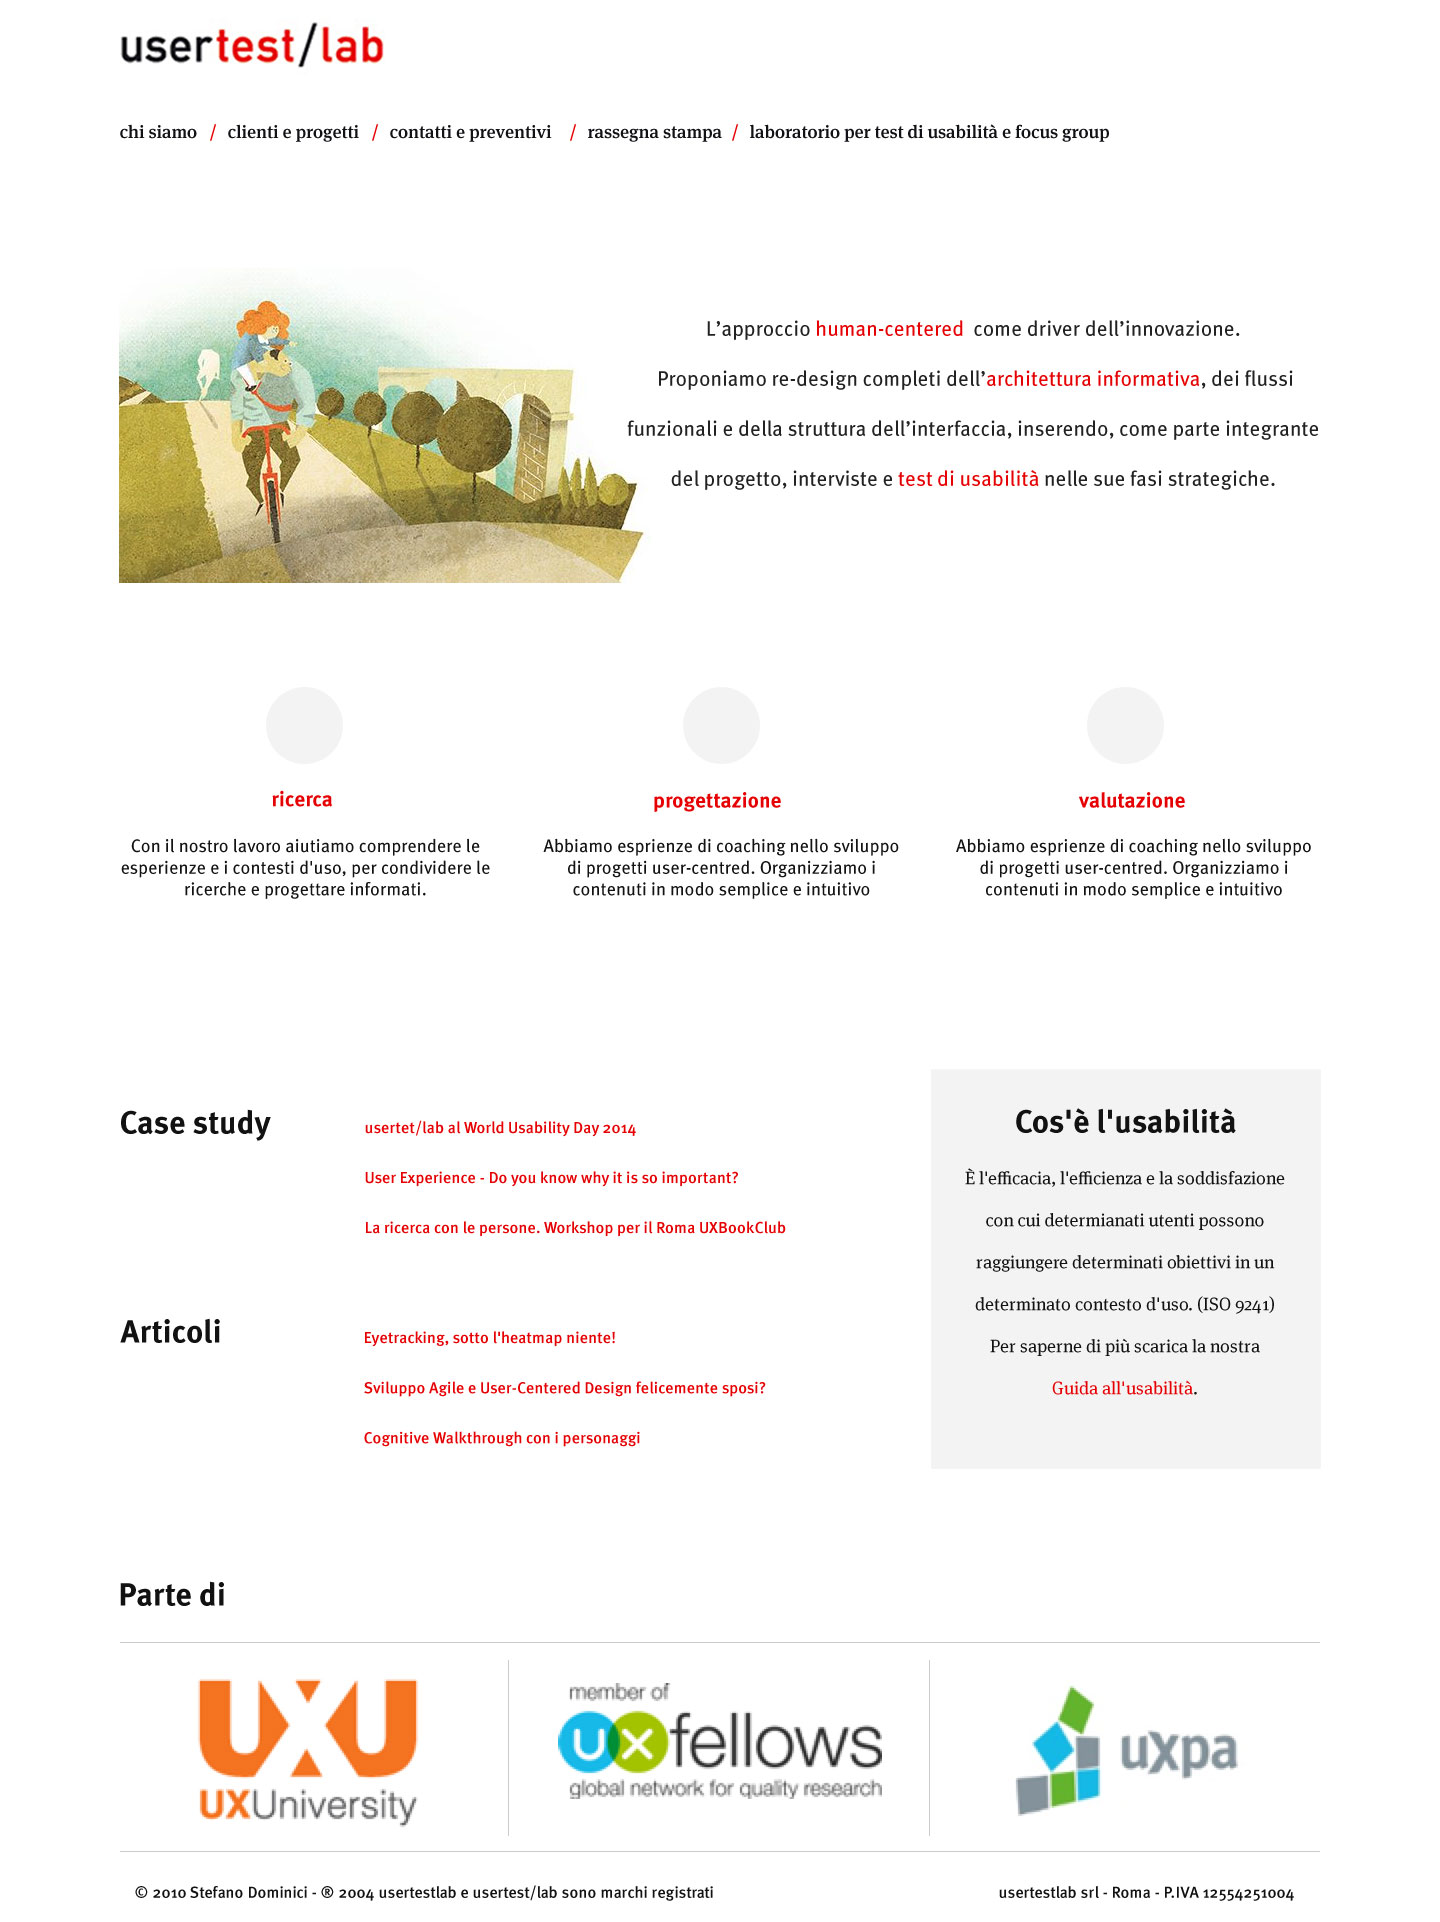 usertest/lab
chi siamo / clienti e progetti / contatti e preventivi / rassegna stampa / laboratorio per test di usabilità e focus group
L’approccio human-centered come driver dell’innovazione.
Proponiamo re-design completi dell’architettura informativa, dei flussi
funzionali e della struttura dell’interfaccia, inserendo, come parte integrante
del progetto, interviste e test di usabilità nelle sue fasi strategiche.
ricerca
Con il nostro lavoro aiutiamo comprendere le
esperienze e i contesti d'uso, per condividere le
ricerche e progettare informati.
progettazione
Abbiamo esprienze di coaching nello sviluppo
di progetti user-centred. Organizziamo i
contenuti in modo semplice e intuitivo
valutazione
Abbiamo esprienze di coaching nello sviluppo
di progetti user-centred. Organizziamo i
contenuti in modo semplice e intuitivo
Case study
usertet/lab al World Usability Day 2014
User Experience - Do you know why it is so important?
La ricerca con le persone. Workshop per il Roma UXBookClub
Articoli
Eyetracking, sotto l'heatmap niente!
Sviluppo Agile e User-Centered Design felicemente sposi?
Cognitive Walkthrough con i personaggi
Cos'è l'usabilità
È l'efficacia, l'efficienza e la soddisfazione
con cui determianati utenti possono
raggiungere determinati obiettivi in un
determinato contesto d'uso. (ISO 9241)
Per saperne di più scarica la nostra
Guida all'usabilità.
Parte di
UXU
UXUniversity
member of
uxfellows
global network for quality research
uxpa
© 2010 Stefano Dominici - ® 2004 usertestlab e usertest/lab sono marchi registrati
usertestlab srl - Roma - P.IVA 12554251004